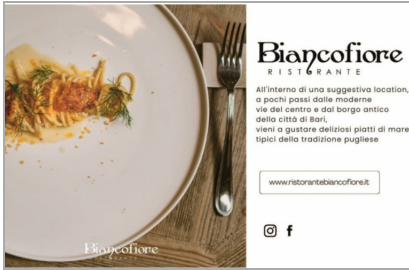 Biancofiore
RISTORANTE
All'interno di una suggestiva location,
a pochi passi dalle moderne
vie del centro e dal borgo antico
della città di Bari,
vieni a gustare deliziosi piatti di mare
tipici della tradizione pugliese
www.ristorantebiancofiore.it
Biancofiore